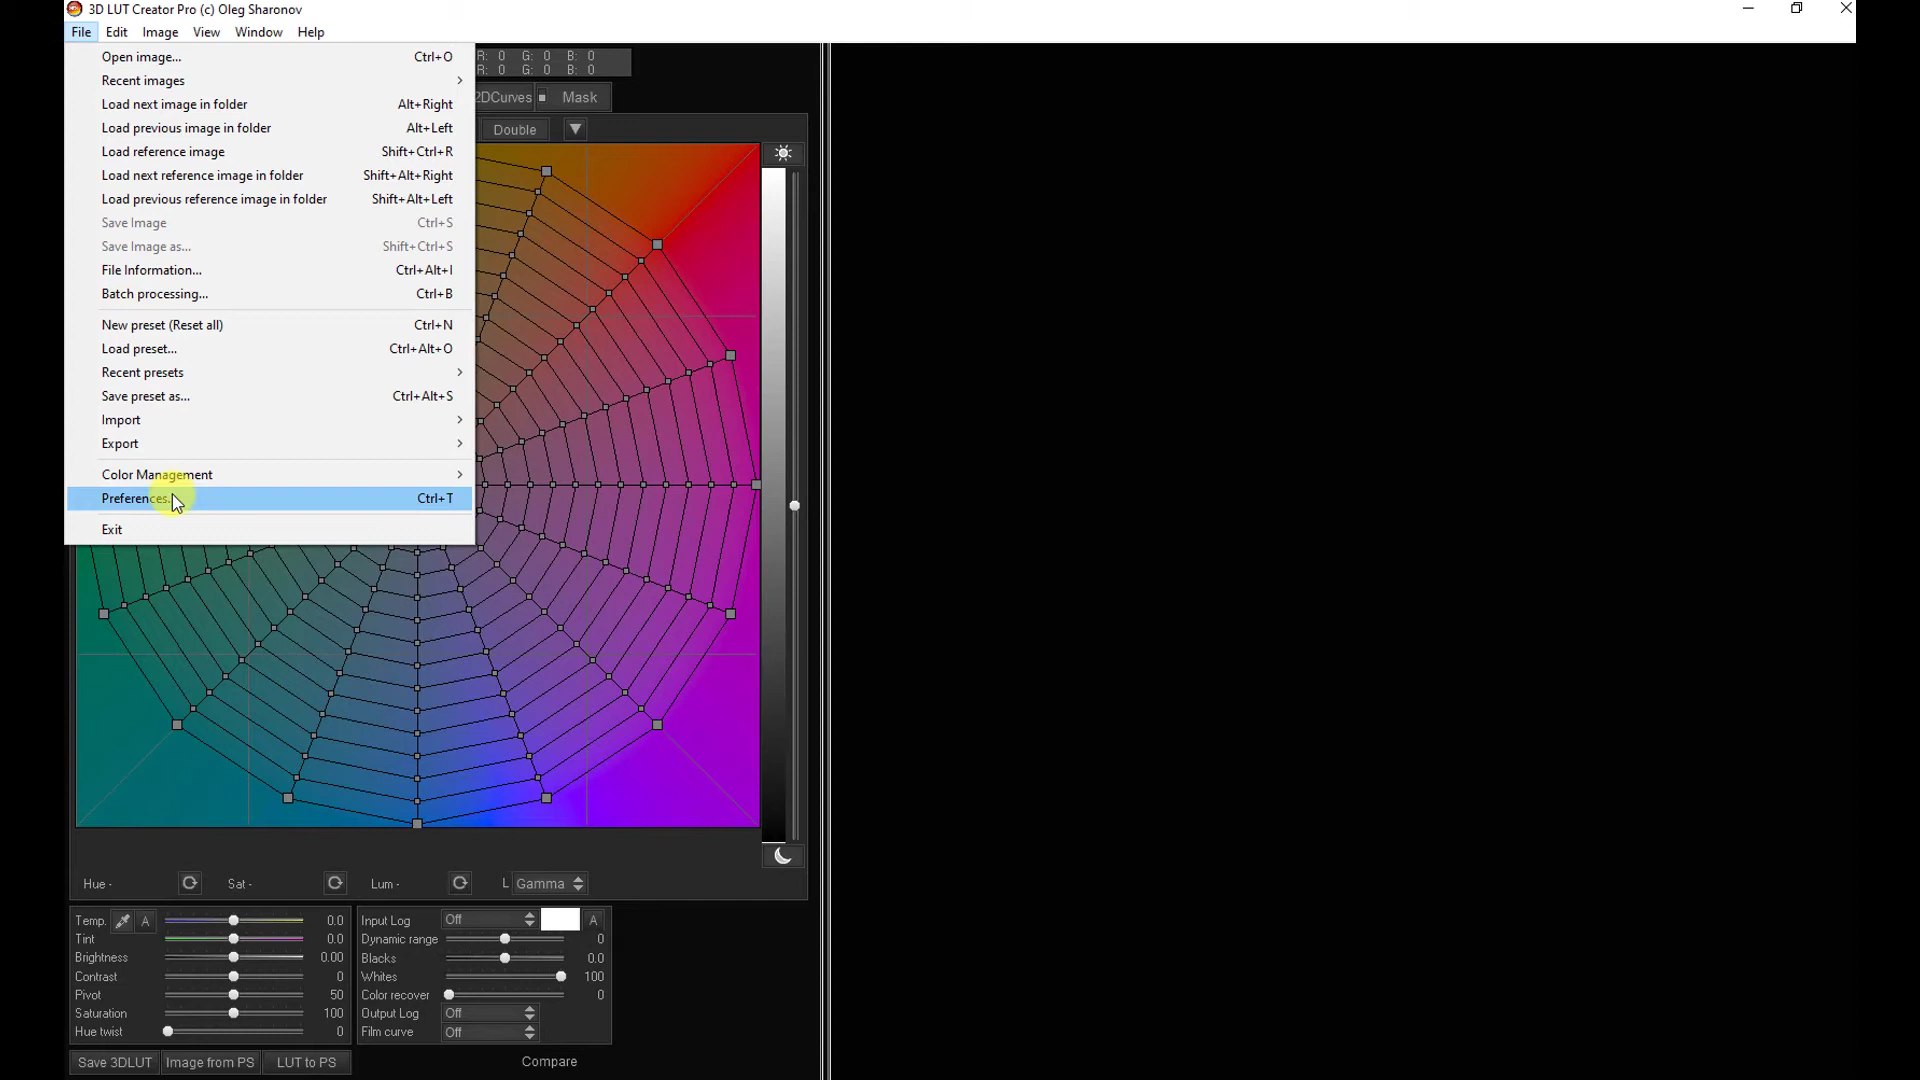 3D LUT Creator Pro (c) Oleg Sharonov
File Edit Image View Window Help
Open image... Ctrl+O
R: 0 G: 0 B: 0
R: 0 G: 0 B: 0
Recent images
2DCurves Mask
Load next image in folder Alt+Right
Load previous image in folder Alt+Left
Double
Load reference image Shift+Ctrl+R
Load next reference image in folder Shift+Alt+Right
Load previous reference image in folder Shift+Alt+Left
Save Image Ctrl+S
Save Image as... Shift+Ctrl+S
File Information... Ctrl+Alt+I
Batch processing... Ctrl+B
New preset (Reset all) Ctrl+N
Load preset... Ctrl+Alt+O
Recent presets
Save preset as... Ctrl+Alt+S
Import
Export
Color Management
Preferences... Ctrl+T
Exit
Hue - Sat - Lum - L Gamma
Temp. A 0.0 Input Log Off A
Tint 0.0 Dynamic range 0
Brightness 0.00 Blacks 0.0
Contrast 0 Whites 100
Pivot 50 Color recover 0
Saturation 100 Output Log Off
Hue twist 0 Film curve Off
Save 3DLUT Image from PS LUT to PS Compare